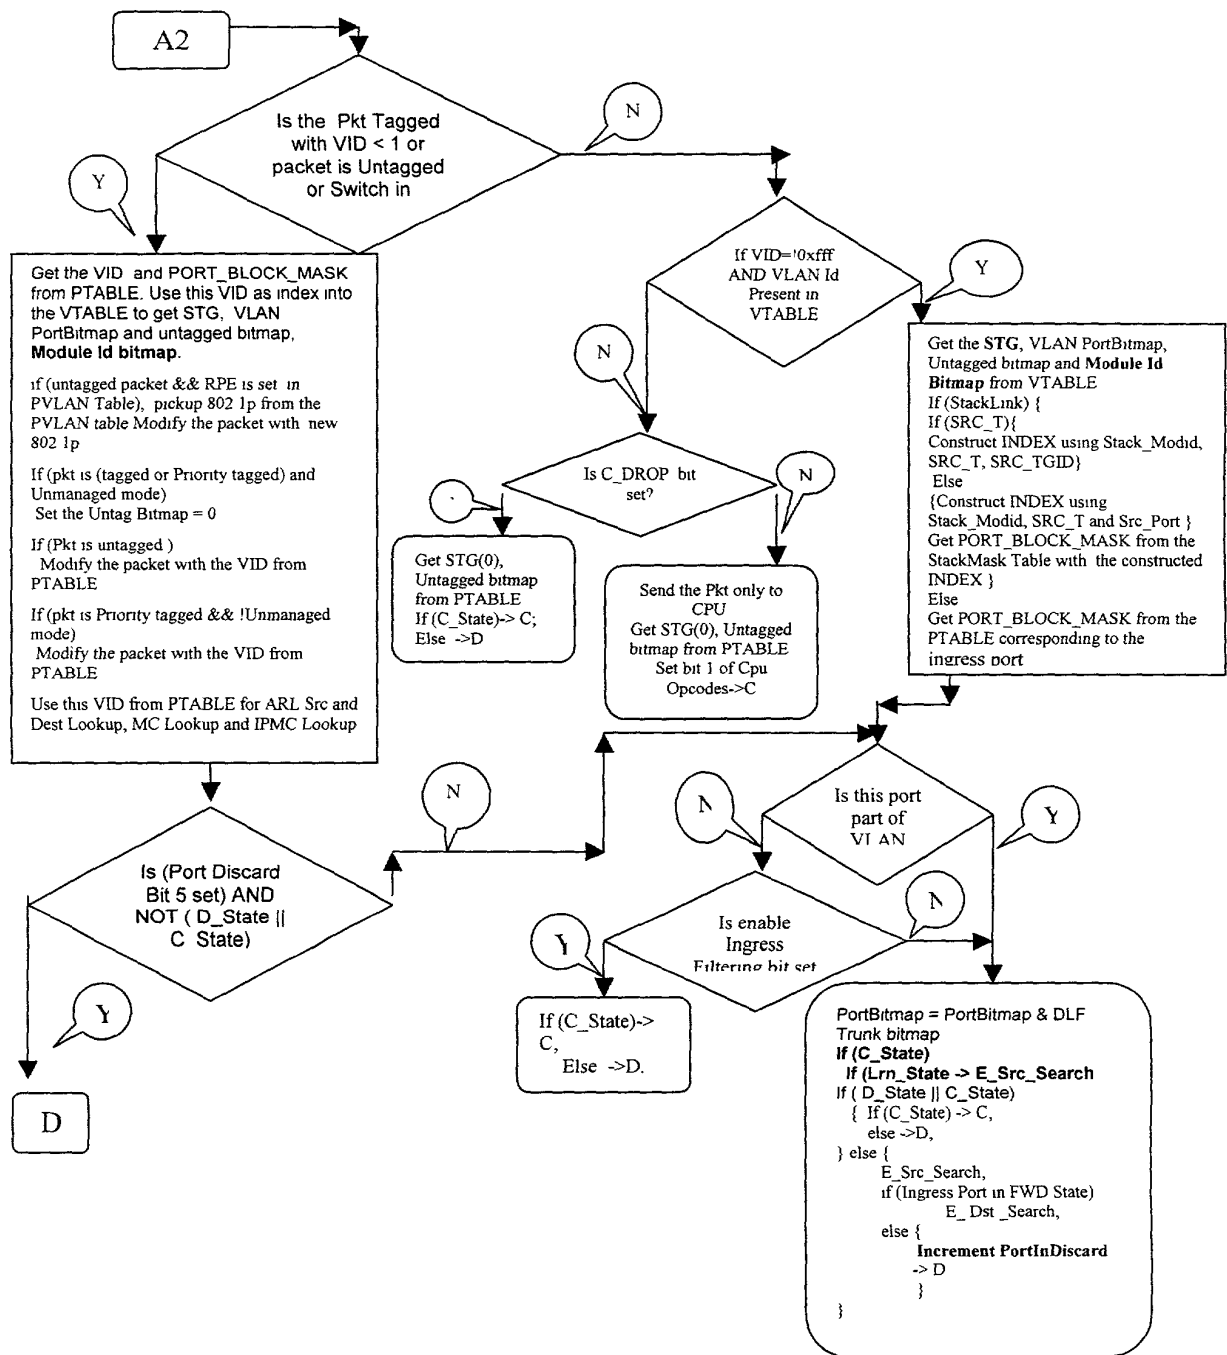 A2
Is the Pkt Tagged
with VID < 1 or
packet is Untagged
or Switch in
N
Y
Get the VID and PORT_BLOCK_MASK
from PTABLE. Use this VID as index into
the VTABLE to get STG, VLAN
PortBitmap and untagged bitmap,
Module Id bitmap.
if (untagged packet && RPE is set in
PVLAN Table), pickup 802 1p from the
PVLAN table Modify the packet with new
802 1p
If (pkt is (tagged or Priority tagged) and
Unmanaged mode)
Set the Untag Bitmap = 0
If (Pkt is untagged )
Modify the packet with the VID from
PTABLE
If (pkt is Priority tagged && !Unmanaged
mode)
Modify the packet with the VID from
PTABLE
Use this VID from PTABLE for ARL Src and
Dest Lookup, MC Lookup and IPMC Lookup
If VID=!0xfff
AND VLAN Id
Present in
VTABLE
Y
N
Get the STG, VLAN PortBitmap,
Untagged bitmap and Module Id
Bitmap from VTABLE
If (StackLink) {
If (SRC_T){
Construct INDEX using Stack_Modid,
SRC_T, SRC_TGID}
Else
{Construct INDEX using
Stack_Modid, SRC_T and Src_Port }
Get PORT_BLOCK_MASK from the
StackMask Table with the constructed
INDEX }
Else
Get PORT_BLOCK_MASK from the
PTABLE corresponding to the
ingress port
Is C_DROP bit
set?
N
Get STG(0),
Untagged bitmap
from PTABLE
If (C_State)-> C;
Else ->D
Send the Pkt only to
CPU
Get STG(0), Untagged
bitmap from PTABLE
Set bit 1 of Cpu
Opcodes->C
N
Is (Port Discard
Bit 5 set) AND
NOT ( D_State ||
C State)
Y
D
Is this port
part of
VLAN
N
Y
Is enable
Ingress
Filtering bit set
N
Y
If (C_State)->
C,
Else ->D.
PortBitmap = PortBitmap & DLF
Trunk bitmap
If (C_State)
If (Lrn_State -> E_Src_Search
If ( D_State || C_State)
{ If (C_State) -> C,
else ->D,
} else {
E_Src_Search,
if (Ingress Port in FWD State)
E_ Dst _Search,
else {
Increment PortInDiscard
-> D
}
}